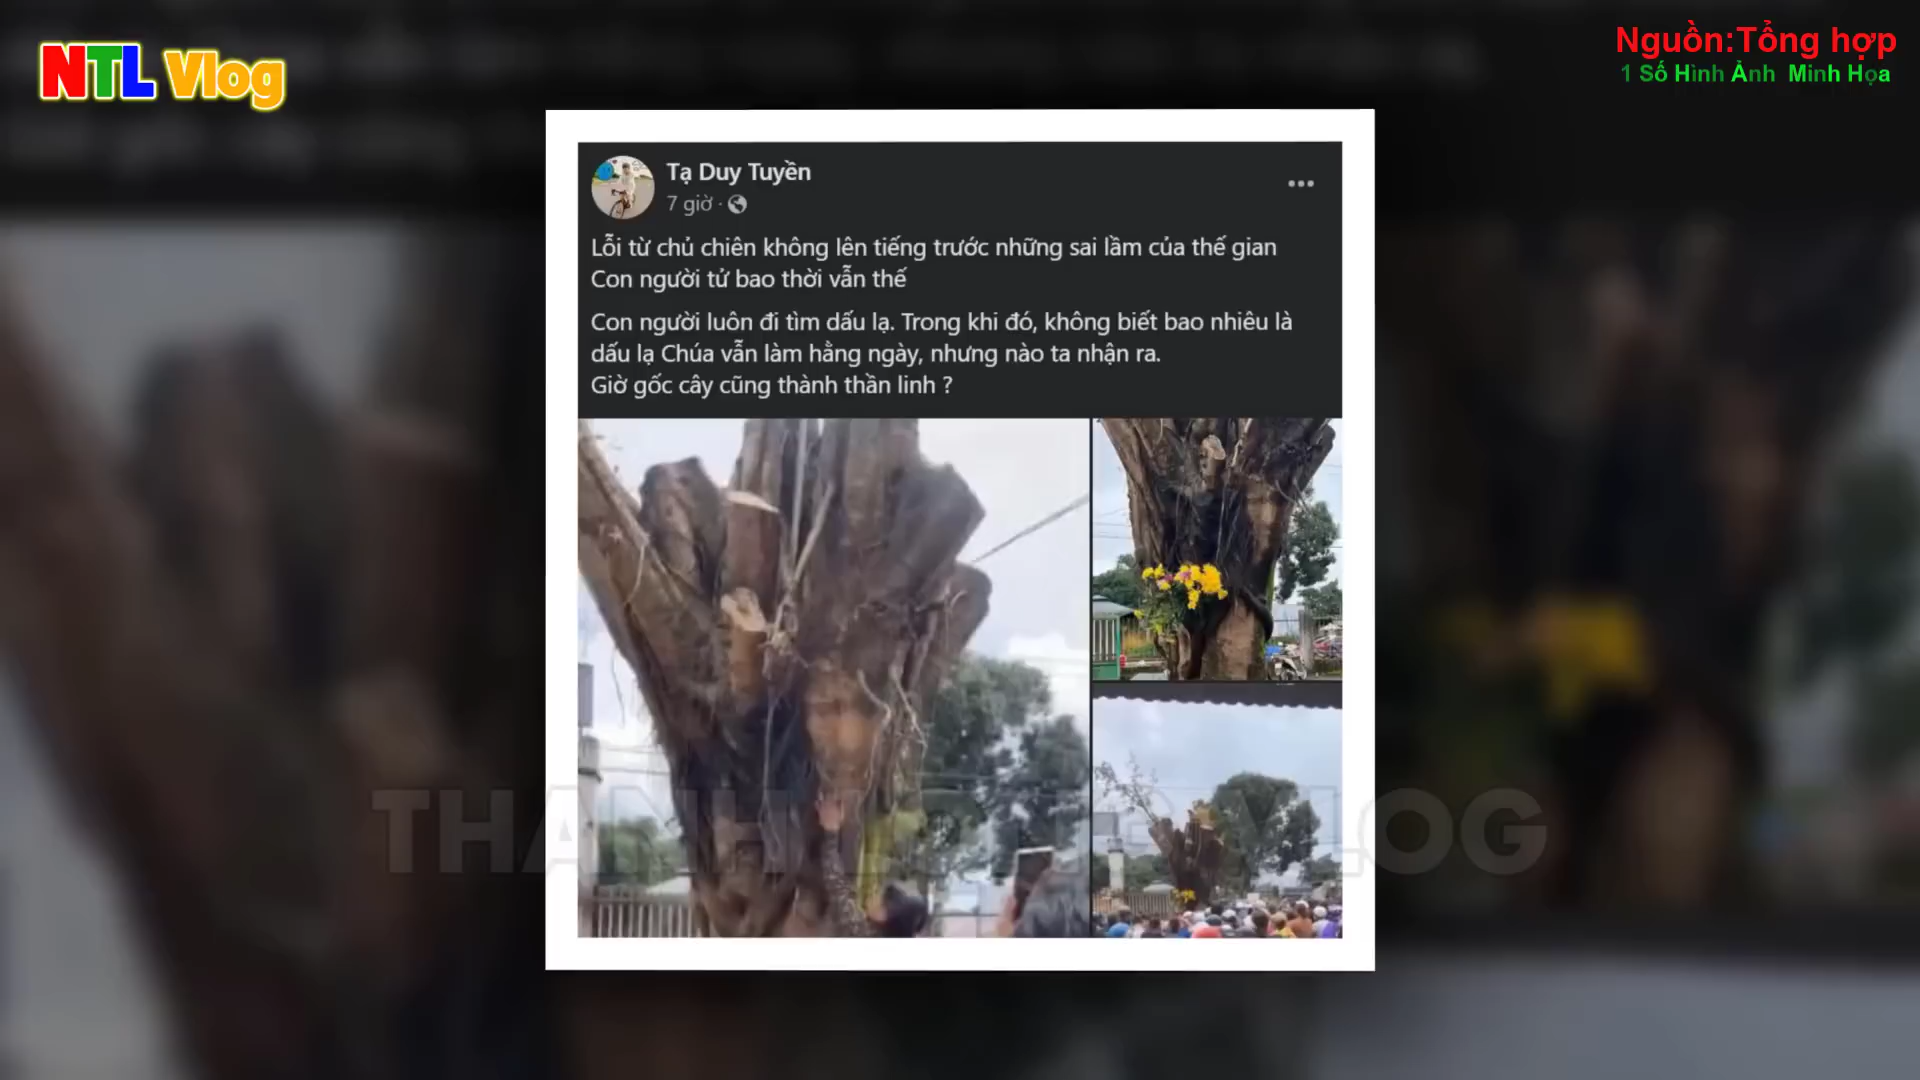 NTL Vlog
Nguồn:Tổng hợp
1 Số Hình Ảnh Minh Họa
Tạ Duy Tuyền
7 giờ ·
Lỗi từ chủ chiên không lên tiếng trước những sai lầm của thế gian
Con người tử bao thời vẫn thế
Con người luôn đi tìm dấu lạ. Trong khi đó, không biết bao nhiêu là
dấu lạ Chúa vẫn làm hằng ngày, nhưng nào ta nhận ra.
Giờ gốc cây cũng thành thần linh ?
THANH LONG VLOG